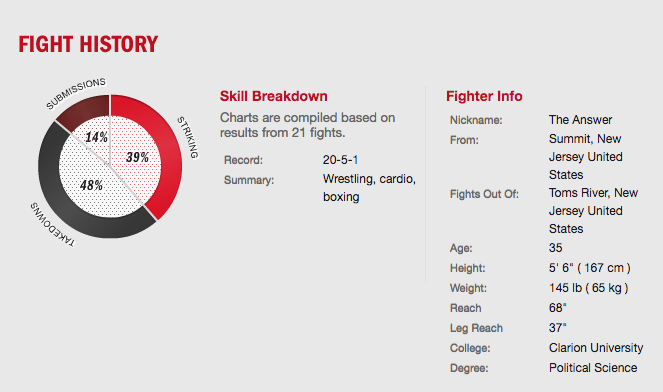 FIGHT HISTORY
SUBMISSIONS
STRIKING
TAKEDOWNS
14%
39%
48%
Skill Breakdown
Charts are compiled based on
results from 21 fights.
Record: 20-5-1
Summary: Wrestling, cardio,
boxing
Fighter Info
Nickname: The Answer
From: Summit, New
Jersey United
States
Fights Out Of: Toms River, New
Jersey United
States
Age: 35
Height: 5' 6" ( 167 cm )
Weight: 145 lb ( 65 kg )
Reach 68"
Leg Reach 37"
College: Clarion University
Degree: Political Science